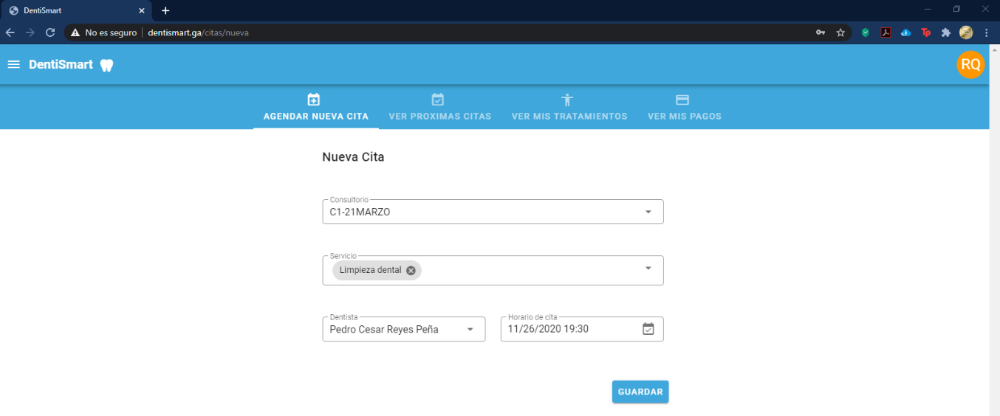 DentiSmart
No es seguro | dentismart.ga/citas/nueva
DentiSmart
RQ
AGENDAR NUEVA CITA VER PROXIMAS CITAS VER MIS TRATAMIENTOS VER MIS PAGOS
Nueva Cita
Consultorio
C1-21MARZO
Servicio
Limpieza dental
Dentista Horario de cita
Pedro Cesar Reyes Peña 11/26/2020 19:30
GUARDAR